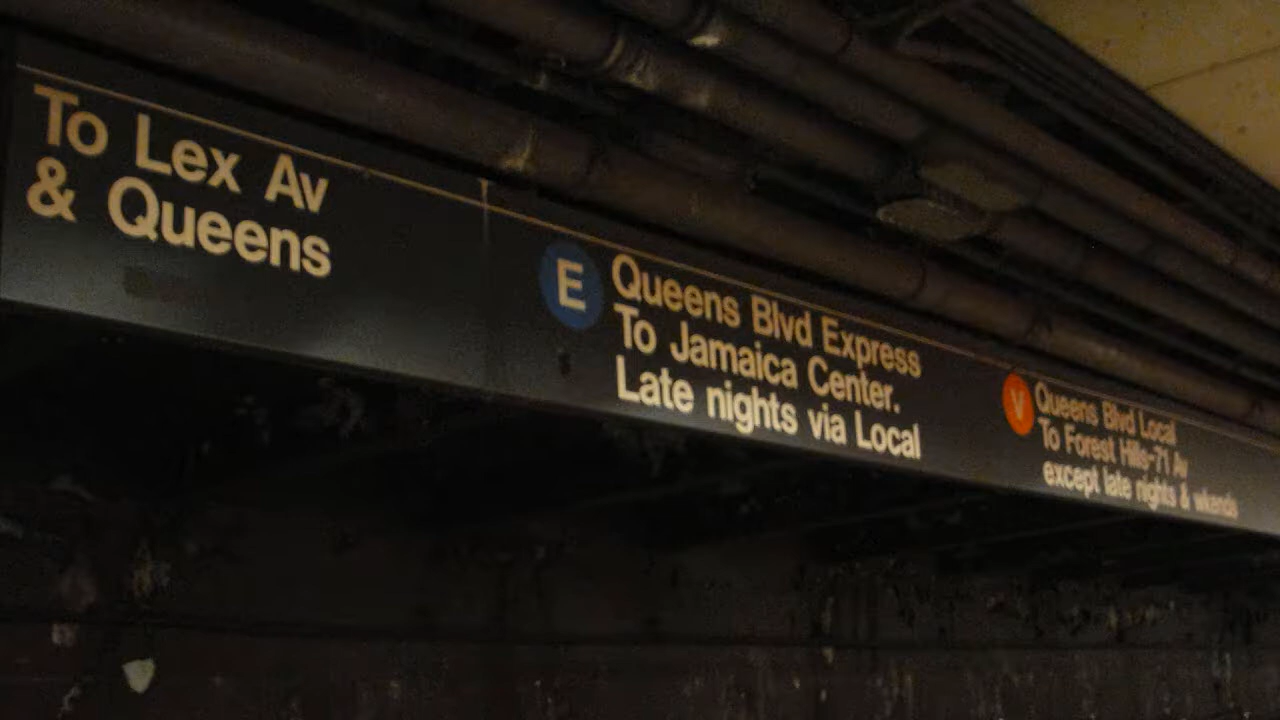 To Lex Av
& Queens
E
Queens Blvd Express
To Jamaica Center.
Late nights via Local
V
Queens Blvd Local
To Forest Hills-71 Av
except late nights & wkends